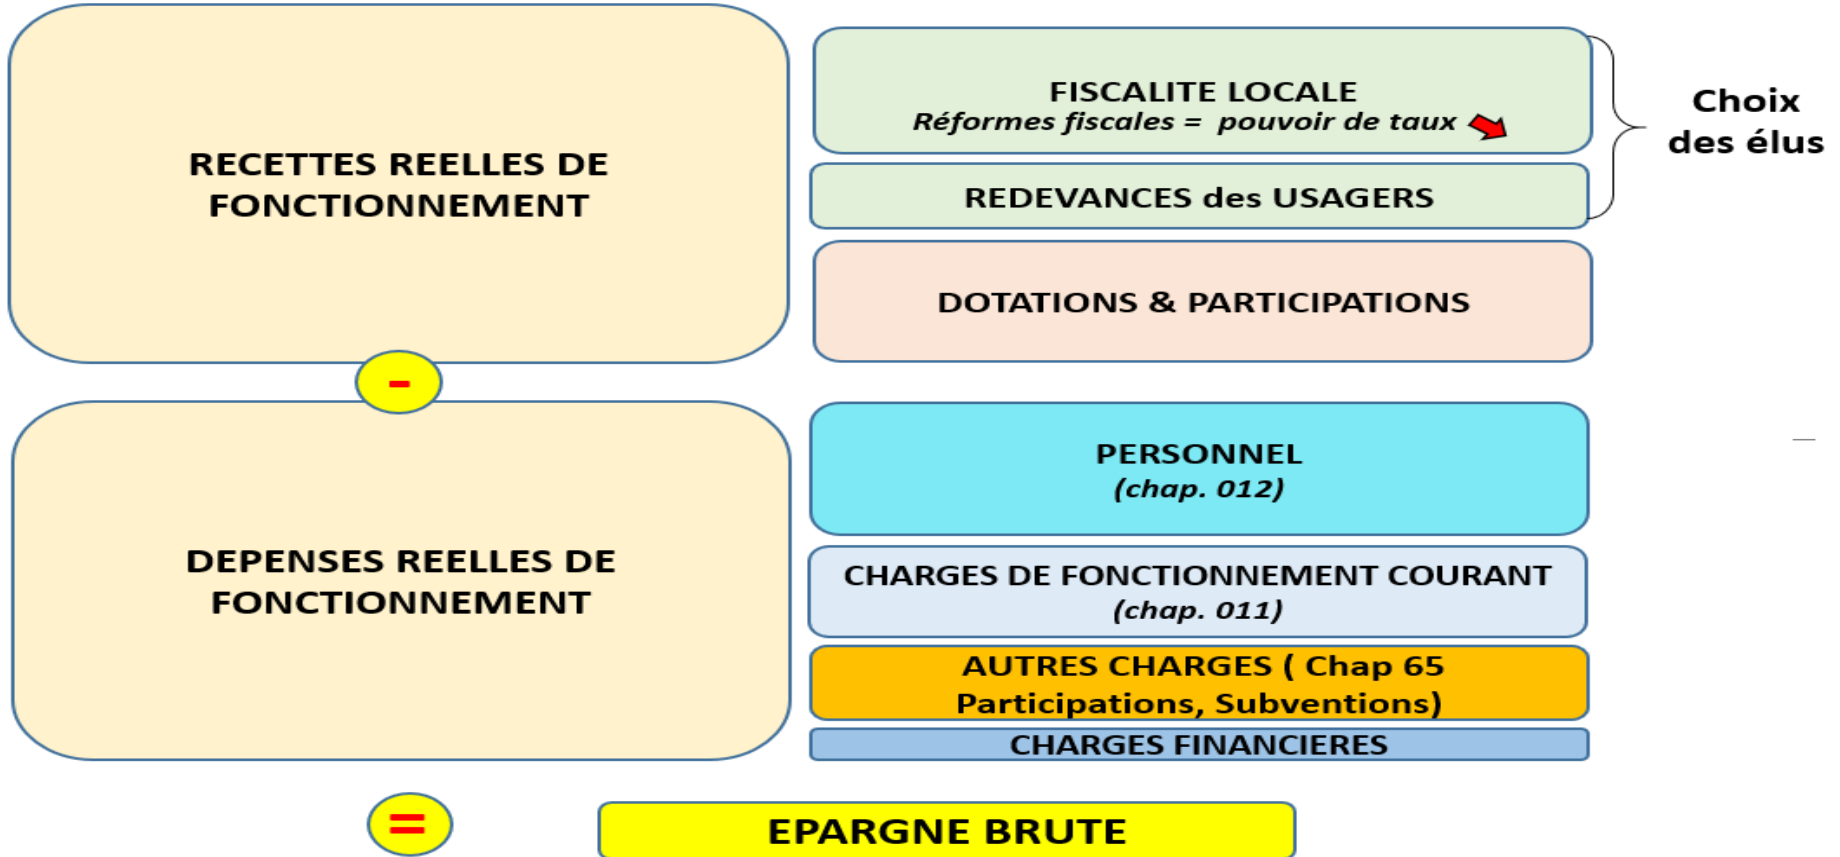 RECETTES REELLES DE
FONCTIONNEMENT
FISCALITE LOCALE
Réformes fiscales = pouvoir de taux
REDEVANCES des USAGERS
DOTATIONS & PARTICIPATIONS
Choix
des élus
-
DEPENSES REELLES DE
FONCTIONNEMENT
PERSONNEL
(chap. 012)
CHARGES DE FONCTIONNEMENT COURANT
(chap. 011)
AUTRES CHARGES ( Chap 65
Participations, Subventions)
CHARGES FINANCIERES
=
EPARGNE BRUTE